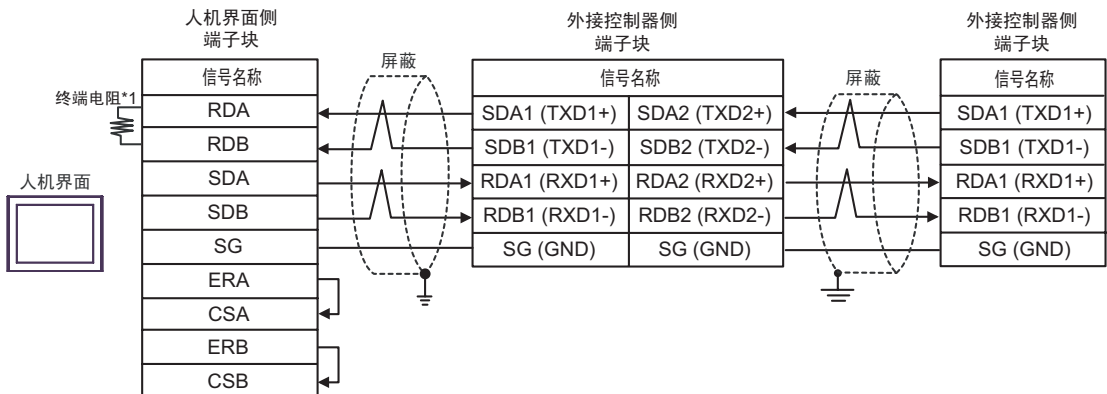 人机界面侧
端子块
外接控制器侧
端子块
外接控制器侧
端子块
屏蔽
屏蔽
终端电阻*1
人机界面
信号名称
RDA
RDB
SDA
SDB
SG
ERA
CSA
ERB
CSB
信号名称
SDA1 (TXD1+) SDA2 (TXD2+)
SDB1 (TXD1-) SDB2 (TXD2-)
RDA1 (RXD1+) RDA2 (RXD2+)
RDB1 (RXD1-) RDB2 (RXD2-)
SG (GND) SG (GND)
信号名称
SDA1 (TXD1+)
SDB1 (TXD1-)
RDA1 (RXD1+)
RDB1 (RXD1-)
SG (GND)